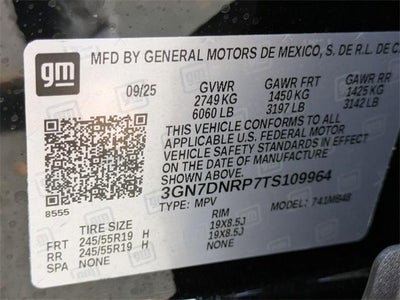 gm
MFD BY GENERAL MOTORS DE MEXICO, S. DE R.L. DE C
09/25 GVWR GAWR FRT GAWR RR
2749 KG 1450 KG 1425 KG
6060 LB 3197 LB 3142 LB
THIS VEHICLE CONFORMS TO ALL
APPLICABLE U.S. FEDERAL MOTOR
VEHICLE SAFETY STANDARDS IN EFFECT
ON THE DATE OF MANUFACTURE SHOWN ABOVE.
3GN7DNRP7TS109964
8555 TYPE: MPV MODEL: 741MB48
TIRE SIZE RIM
FRT 245/55R19 H 19X8.5J
RR 245/55R19 H 19X8.5J
SPA NONE NONE